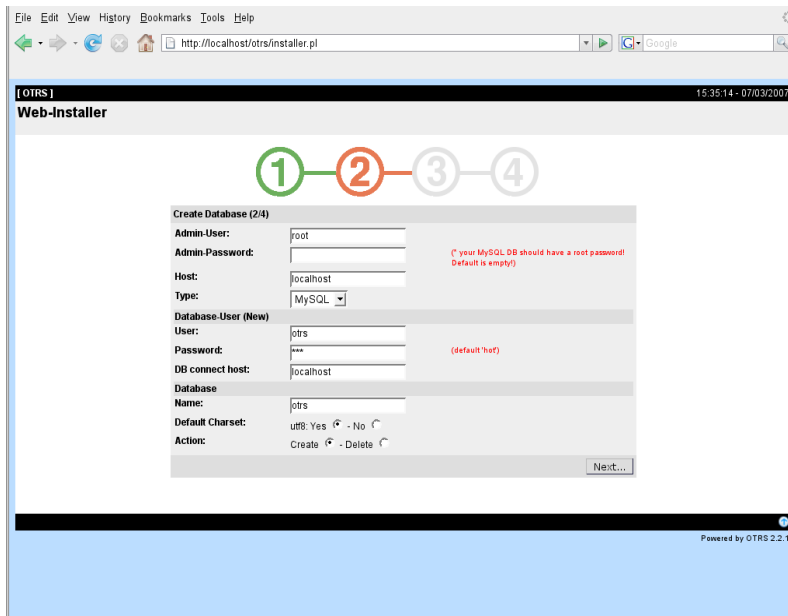 File Edit View History Bookmarks Tools Help
http://localhost/otrs/installer.pl
G Google
[ OTRS ] 15:35:14 - 07/03/2007
Web-Installer
1 2 3 4
Create Database (2/4)
Admin-User: root
Admin-Password: (* your MySQL DB should have a root password!
Default is empty!)
Host: localhost
Type: MySQL
Database-User (New)
User: otrs
Password: *** (default 'hot')
DB connect host: localhost
Database
Name: otrs
Default Charset: utf8: Yes - No
Action: Create - Delete
Next...
Powered by OTRS 2.2.1